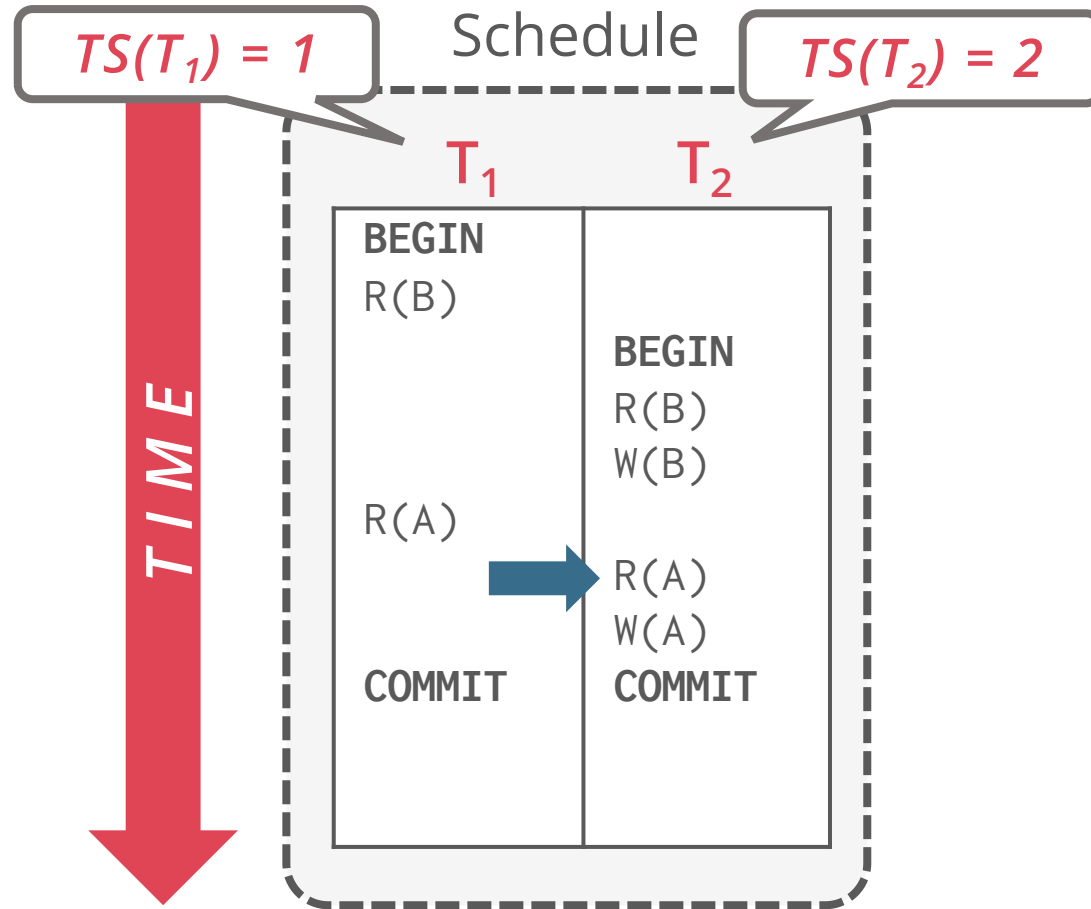 Schedule
TS(T₁) = 1
TS(T₂) = 2
T₁ T₂
BEGIN
R(B)
BEGIN
R(B)
W(B)
R(A)
R(A)
W(A)
COMMIT COMMIT
TIME